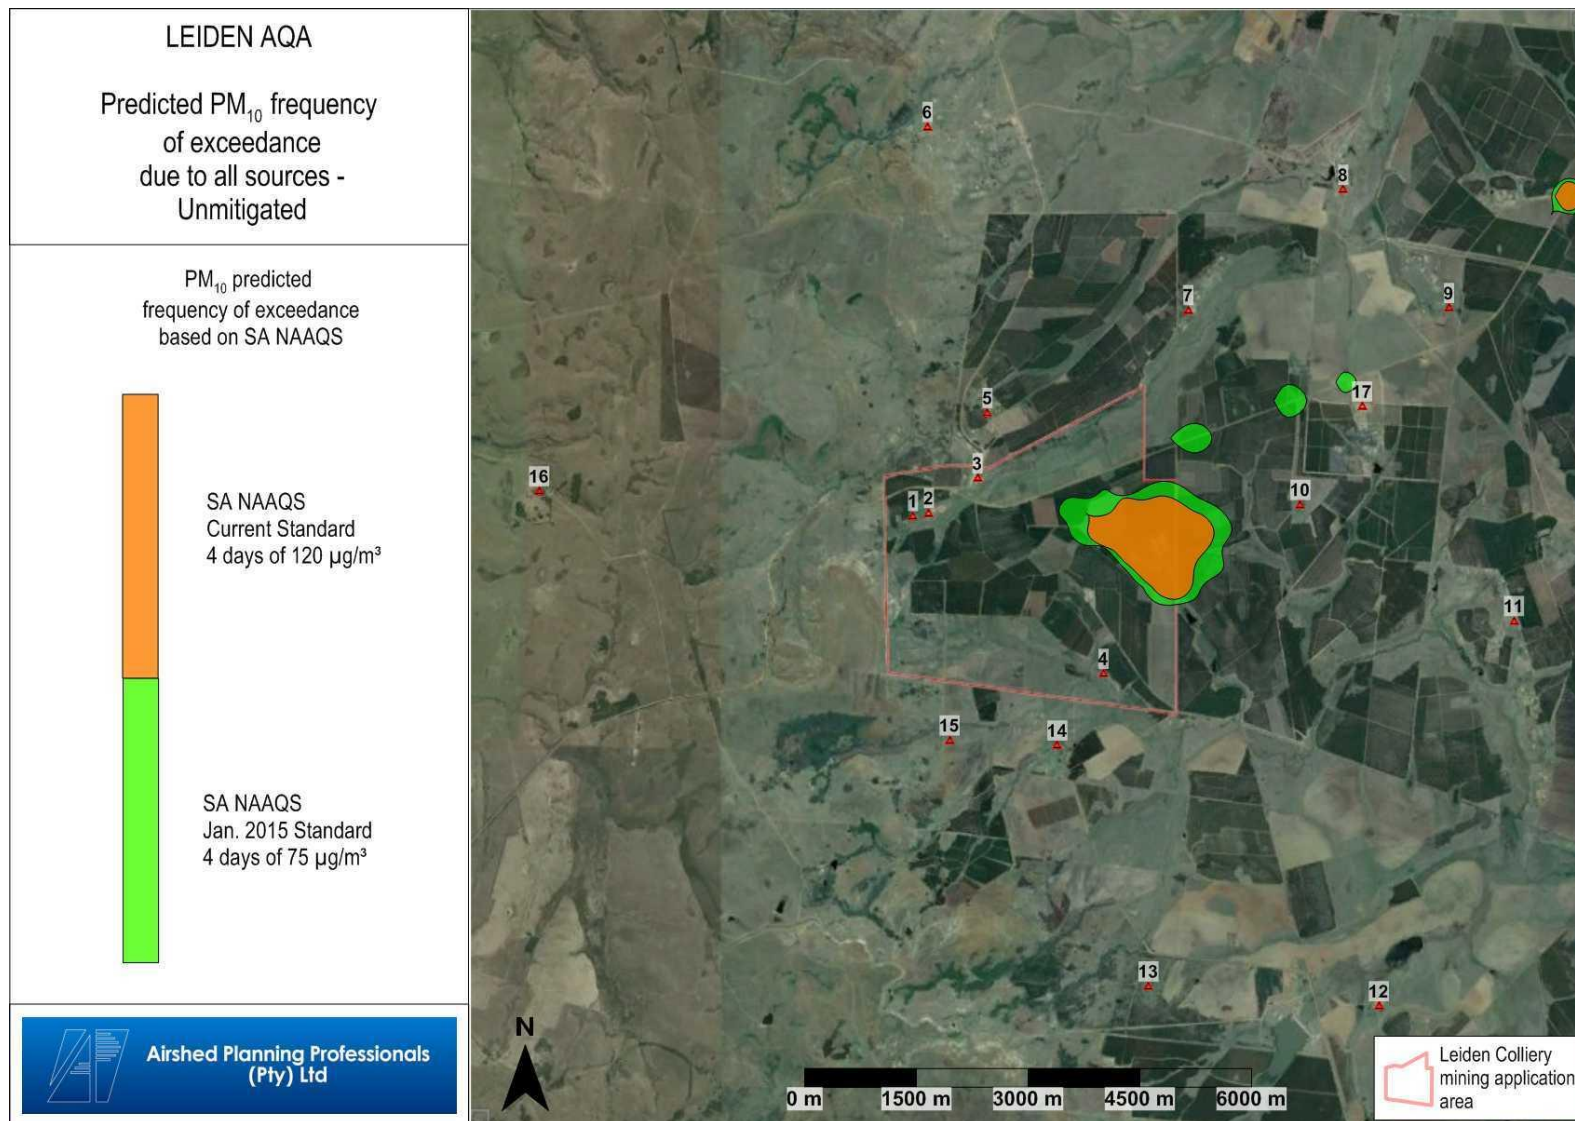 LEIDEN AQA
Predicted PM₁₀ frequency
of exceedance
due to all sources -
Unmitigated
PM₁₀ predicted
frequency of exceedance
based on SA NAAQS
SA NAAQS
Current Standard
4 days of 120 µg/m³
SA NAAQS
Jan. 2015 Standard
4 days of 75 µg/m³
Airshed Planning Professionals
(Pty) Ltd
6
8
7
9
5
17
3
16
1 2
10
11
4
15
14
13
12
N
0 m 1500 m 3000 m 4500 m 6000 m
Leiden Colliery
mining application
area